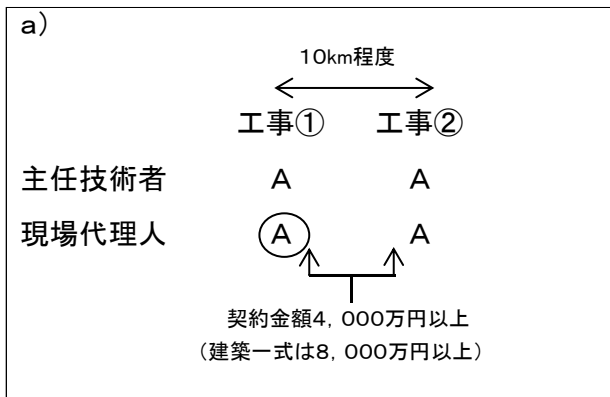 a)
10km程度
工事① 工事②
主任技術者 A A
現場代理人 A A
契約金額4,000万円以上
(建築一式は8,000万円以上)